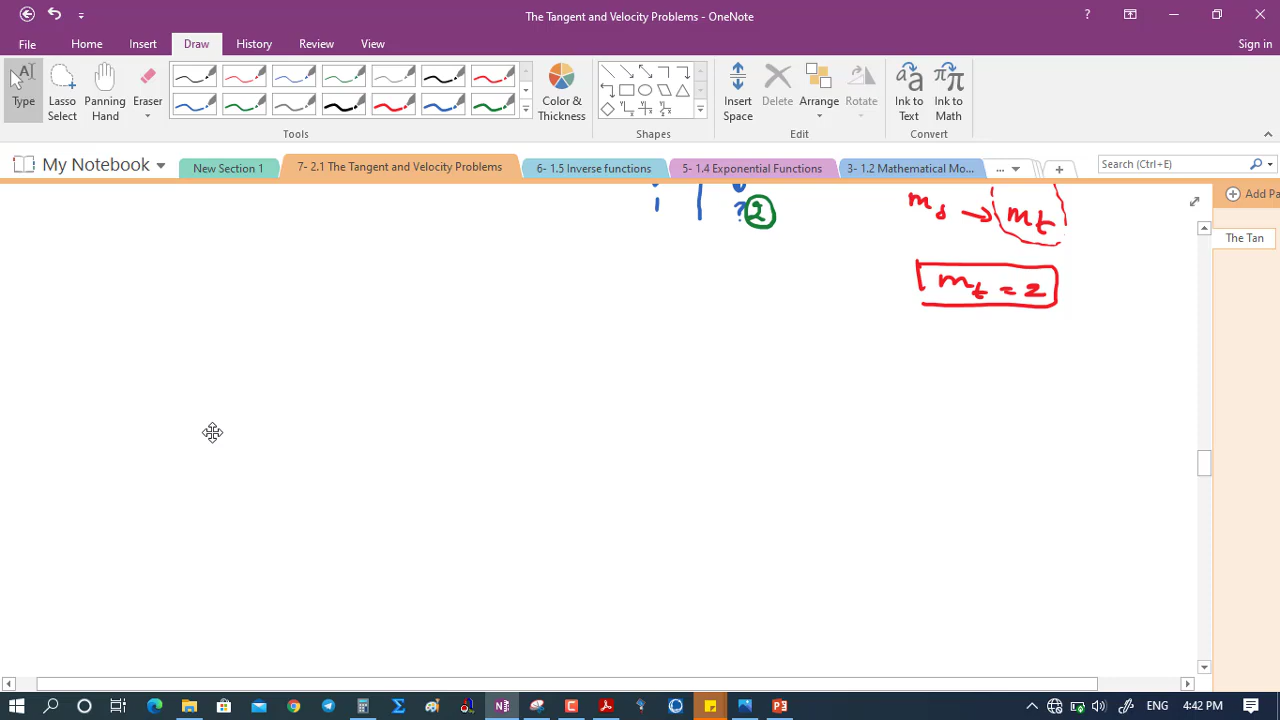 The Tangent and Velocity Problems - OneNote
?
File Home Insert Draw History Review View Sign in
Type
Lasso Select
Panning Hand
Eraser
Color & Thickness
Insert Space
Delete
Arrange
Rotate
Ink to Text
Ink to Math
Tools Shapes Edit Convert
My Notebook
New Section 1
7- 2.1 The Tangent and Velocity Problems
6- 1.5 Inverse functions
5- 1.4 Exponential Functions
3- 1.2 Mathematical Mo...
...
Search (Ctrl+E)
Add Pa
The Tan
1 ? 2
ms → mt
mt = 2
ENG 4:42 PM